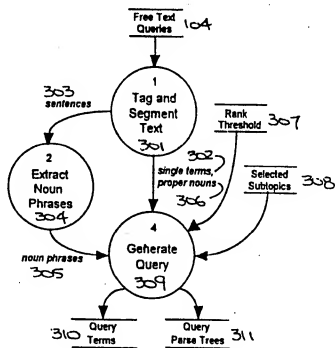 Free Text
Queries 104
1
Tag and
Segment
Text
301
303
sentences
Rank
Threshold 307
302
single terms,
proper nouns
306
Selected
Subtopics 308
2
Extract
Noun
Phrases
304
noun phrases
305
4
Generate
Query
309
310 Query
Terms
Query
Parse Trees 311